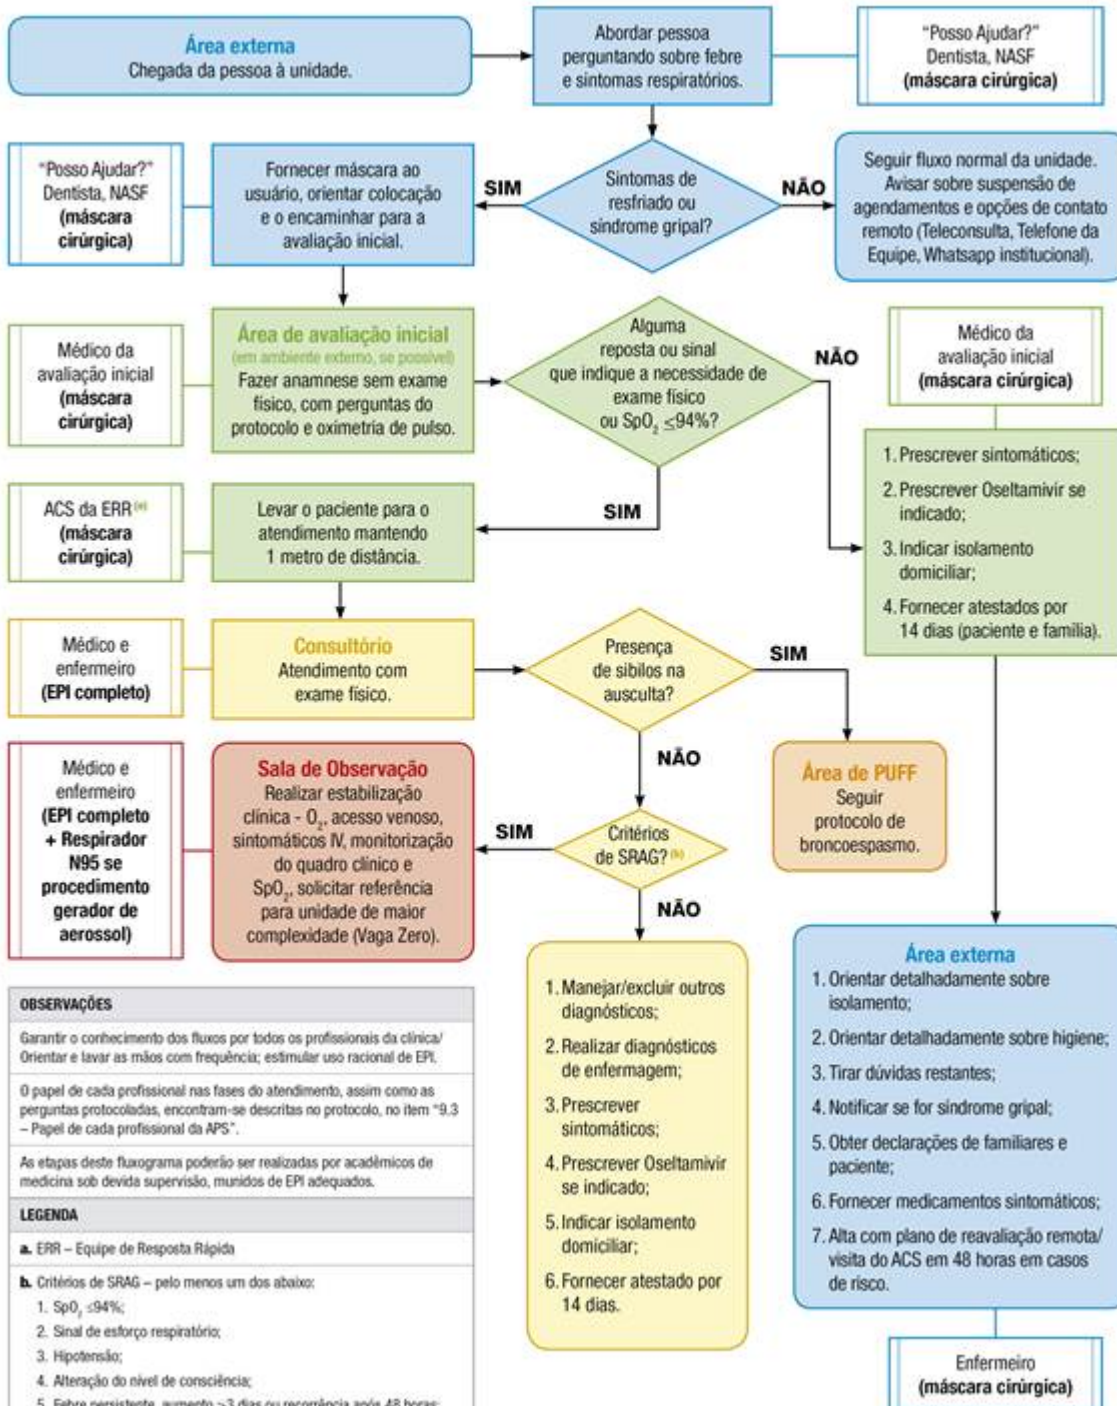 Área externa
Chegada da pessoa à unidade.
Abordar pessoa
perguntando sobre febre
e sintomas respiratórios.
“Posso Ajudar?”
Dentista, NASF
(máscara cirúrgica)
“Posso Ajudar?”
Dentista, NASF
(máscara
cirúrgica)
Fornecer máscara ao
usuário, orientar colocação
e o encaminhar para a
avaliação inicial.
SIM
Sintomas de
resfriado ou
síndrome gripal?
NÃO
Seguir fluxo normal da unidade.
Avisar sobre suspensão de
agendamentos e opções de contato
remoto (Teleconsulta, Telefone da
Equipe, Whatsapp institucional).
Médico da
avaliação inicial
(máscara
cirúrgica)
Área de avaliação inicial
(em ambiente externo, se possível)
Fazer anamnese sem exame
físico, com perguntas do
protocolo e oximetria de pulso.
Alguma
reposta ou sinal
que indique a necessidade de
exame físico
ou SpO₂ ≤94%?
NÃO
Médico da
avaliação inicial
(máscara cirúrgica)
1. Prescrever sintomáticos;
2. Prescrever Oseltamivir se
indicado;
3. Indicar isolamento
domiciliar;
4. Fornecer atestados por
14 dias (paciente e família).
ACS da ERR (a)
(máscara
cirúrgica)
Levar o paciente para o
atendimento mantendo
1 metro de distância.
SIM
Médico e
enfermeiro
(EPI completo)
Consultório
Atendimento com
exame físico.
Presença
de sibilos na
ausculta?
SIM
NÃO
Área de PUFF
Seguir
protocolo de
broncoespasmo.
Médico e
enfermeiro
(EPI completo
+ Respirador
N95 se
procedimento
gerador de
aerossol)
Sala de Observação
Realizar estabilização
clínica - O₂, acesso venoso,
sintomáticos IV, monitorização
do quadro clínico e
SpO₂, solicitar referência
para unidade de maior
complexidade (Vaga Zero).
SIM
Critérios
de SRAG? (b)
NÃO
1. Manejar/excluir outros
diagnósticos;
2. Realizar diagnósticos
de enfermagem;
3. Prescrever
sintomáticos;
4. Prescrever Oseltamivir
se indicado;
5. Indicar isolamento
domiciliar;
6. Fornecer atestado por
14 dias.
Área externa
1. Orientar detalhadamente sobre
isolamento;
2. Orientar detalhadamente sobre higiene;
3. Tirar dúvidas restantes;
4. Notificar se for síndrome gripal;
5. Obter declarações de familiares e
paciente;
6. Fornecer medicamentos sintomáticos;
7. Alta com plano de reavaliação remota/
visita do ACS em 48 horas em casos
de risco.
Enfermeiro
(máscara cirúrgica)
OBSERVAÇÕES
Garantir o conhecimento dos fluxos por todos os profissionais da clínica/
Orientar e lavar as mãos com frequência; estimular uso racional de EPI.
O papel de cada profissional nas fases do atendimento, assim como as
perguntas protocoladas, encontram-se descritas no protocolo, no item “9.3
– Papel de cada profissional da APS”.
As etapas deste fluxograma poderão ser realizadas por acadêmicos de
medicina sob devida supervisão, munidos de EPI adequados.
LEGENDA
a. ERR – Equipe de Resposta Rápida
b. Critérios de SRAG – pelo menos um dos abaixo:
1. SpO₂ ≤94%;
2. Sinal de esforço respiratório;
3. Hipotensão;
4. Alteração do nível de consciência;
5. Febre persistente, aumento >3 dias ou recorrência após 48 horas;